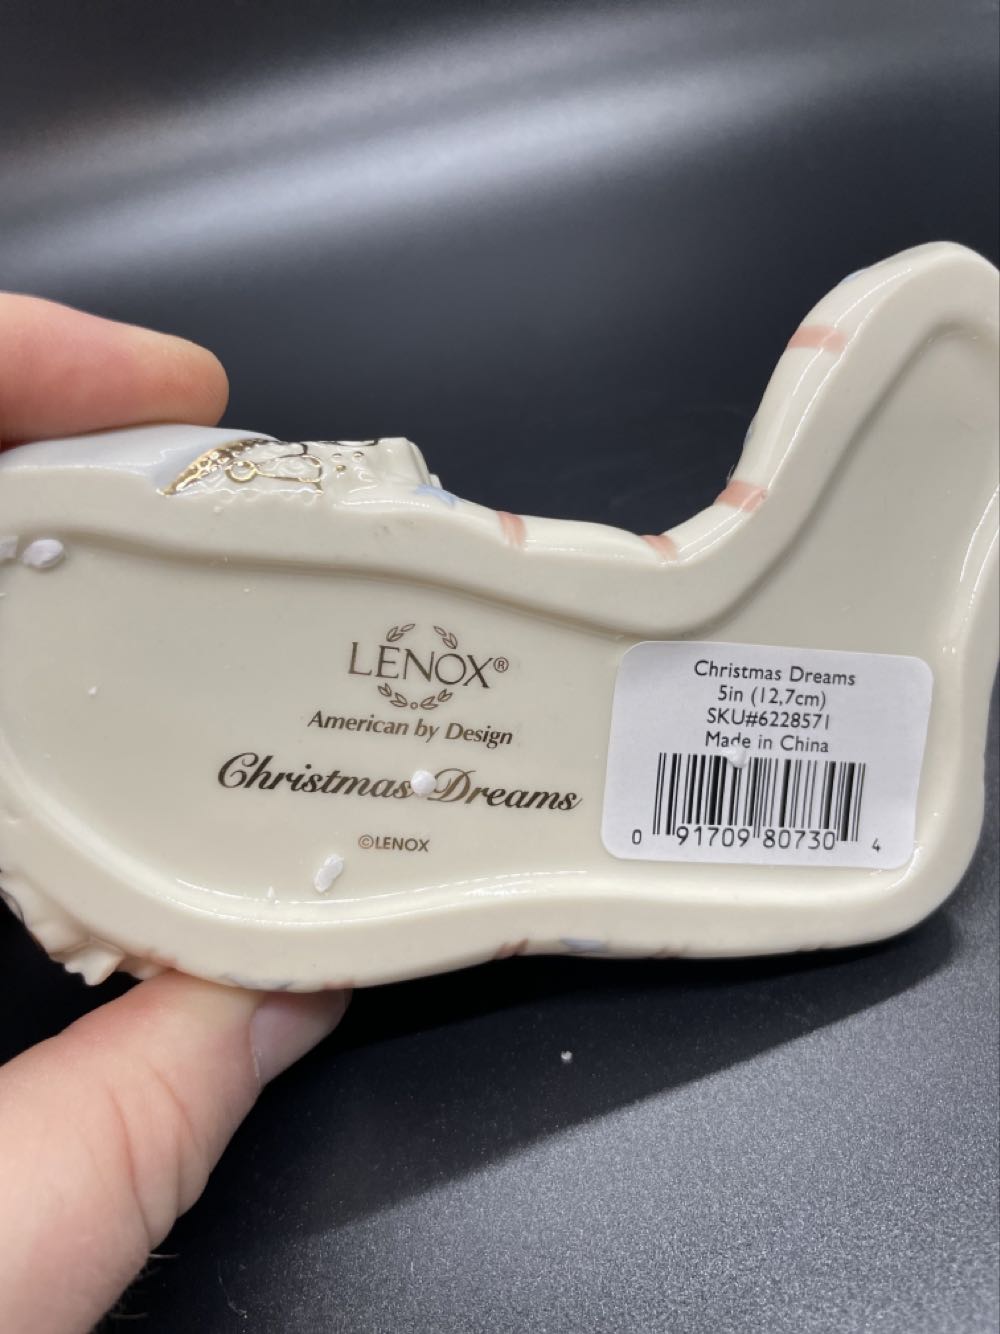 LENOX®
American by Design
Christmas Dreams
©LENOX
Christmas Dreams
5in (12,7cm)
SKU#6228571
Made in China
0 91709 80730 4